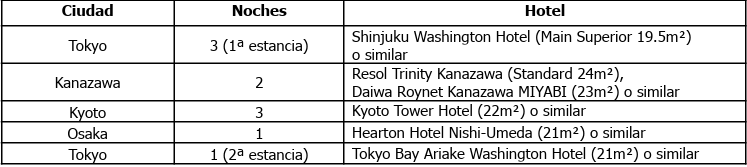 Ciudad Noches Hotel
Tokyo 3 (1ª estancia) Shinjuku Washington Hotel (Main Superior 19.5m²)
o similar
Kanazawa 2 Resol Trinity Kanazawa (Standard 24m²),
Daiwa Roynet Kanazawa MIYABI (23m²) o similar
Kyoto 3 Kyoto Tower Hotel (22m²) o similar
Osaka 1 Hearton Hotel Nishi-Umeda (21m²) o similar
Tokyo 1 (2ª estancia) Tokyo Bay Ariake Washington Hotel (21m²) o similar